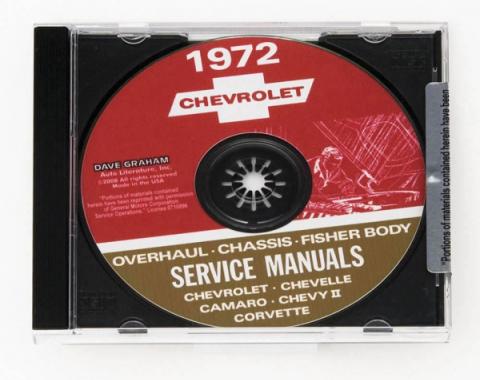 1972
CHEVROLET
DAVE GRAHAM
Auto Literature, Inc.
©2008 All rights reserved
Made in the USA
"Portions of materials contained
herein have been reprinted with permission
of General Motors Corporation
Service Operations." License
OVERHAUL · CHASSIS · FISHER BODY
SERVICE MANUALS
CHEVROLET · CHEVELLE
CAMARO · CHEVY II
CORVETTE
"Portions of materials contained herein have been